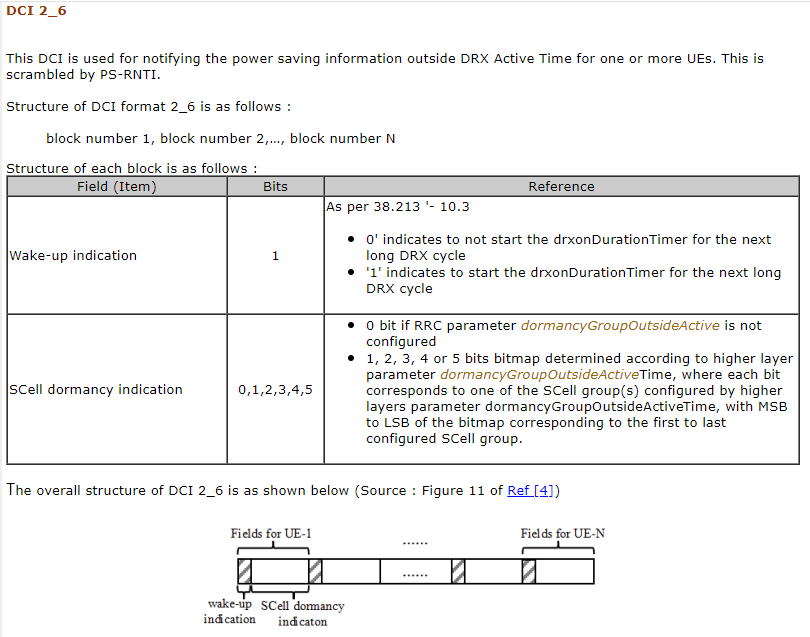 DCI 2_6
This DCI is used for notifying the power saving information outside DRX Active Time for one or more UEs. This is
scrambled by PS-RNTI.
Structure of DCI format 2_6 is as follows :
block number 1, block number 2,..., block number N
Structure of each block is as follows :
Field (Item) Bits Reference
As per 38.213 '- 10.3
Wake-up indication 1
• 0' indicates to not start the drxonDurationTimer for the next
long DRX cycle
• '1' indicates to start the drxonDurationTimer for the next long
DRX cycle
SCell dormancy indication 0,1,2,3,4,5
• 0 bit if RRC parameter dormancyGroupOutsideActive is not
configured
• 1, 2, 3, 4 or 5 bits bitmap determined according to higher layer
parameter dormancyGroupOutsideActiveTime, where each bit
corresponds to one of the SCell group(s) configured by higher
layers parameter dormancyGroupOutsideActiveTime, with MSB
to LSB of the bitmap corresponding to the first to last
configured SCell group.
The overall structure of DCI 2_6 is as shown below (Source : Figure 11 of Ref [4])
Fields for UE-1 ...... Fields for UE-N
......
wake-up SCell dormancy
indication indicaton